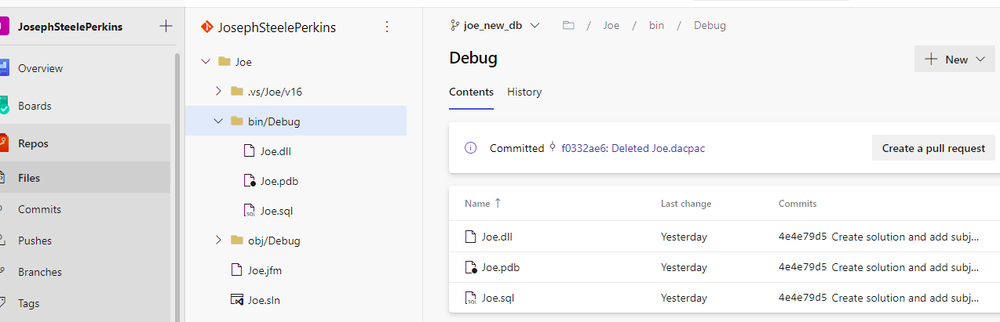 JosephSteelePerkins
Overview
Boards
Repos
Files
Commits
Pushes
Branches
Tags
JosephSteelePerkins
Joe
.vs/Joe/v16
bin/Debug
Joe.dll
Joe.pdb
Joe.sql
obj/Debug
Joe.jfm
Joe.sln
joe_new_db / Joe / bin / Debug
Debug
New
Contents History
Committed f0332ae6: Deleted Joe.dacpac
Create a pull request
Name ↑ Last change Commits
Joe.dll Yesterday 4e4e79d5 Create solution and add subj...
Joe.pdb Yesterday 4e4e79d5 Create solution and add subj...
Joe.sql Yesterday 4e4e79d5 Create solution and add subj...